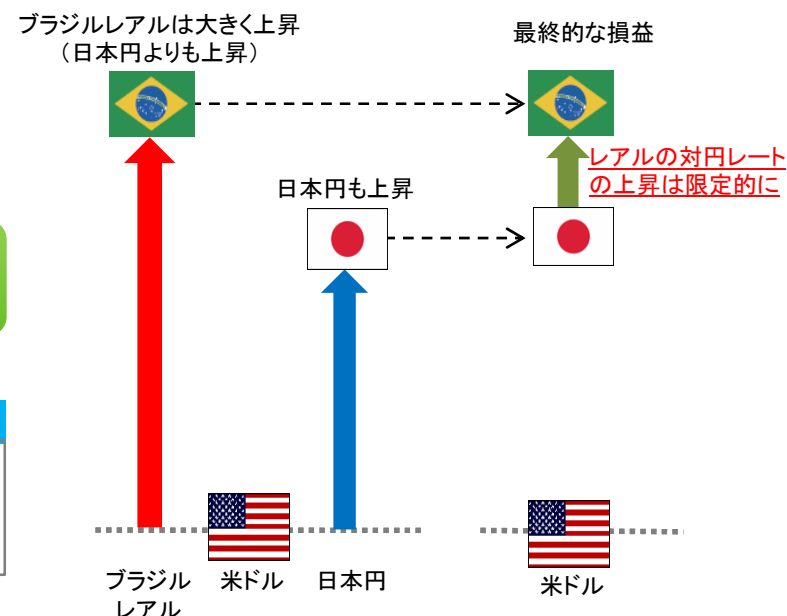 ブラジルレアルは大きく上昇
（日本円よりも上昇）
最終的な損益
レアルの対円レート
の上昇は限定的に
日本円も上昇
ブラジル
レアル
米ドル
日本円
米ドル